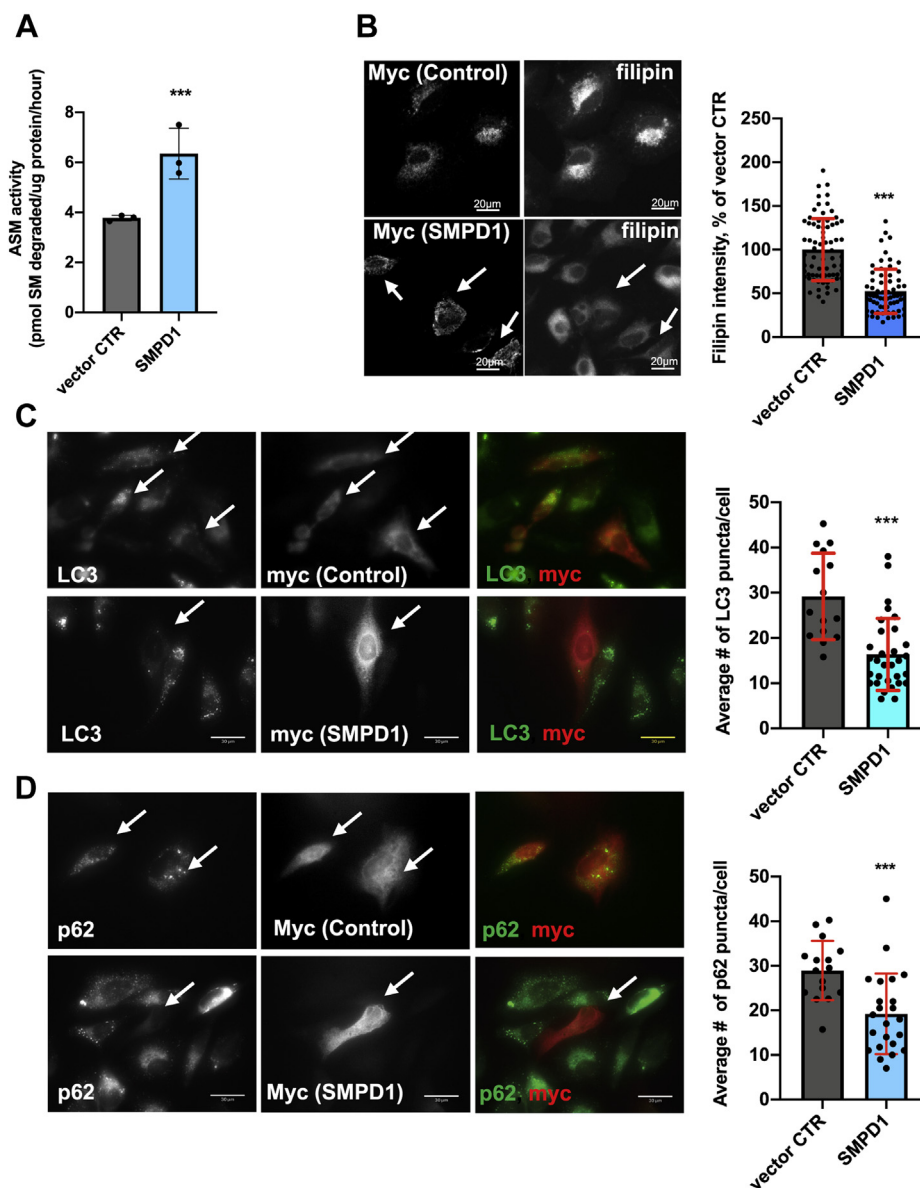 A
ASM activity
(pmol SM degraded/ug protein/hour)
***
8
6
4
2
0
vector CTR
SMPD1
B
Myc (Control)
filipin
20µm
20µm
Myc (SMPD1)
filipin
20µm
20µm
Filipin intensity, % of vector CTR
250
200
150
100
50
0
***
vector CTR
SMPD1
C
LC3
myc (Control)
LC3 myc
LC3
myc (SMPD1)
LC3 myc
Average # of LC3 puncta/cell
50
40
30
20
10
0
***
vector CTR
SMPD1
D
p62
Myc (Control)
p62 myc
p62
Myc (SMPD1)
p62 myc
Average # of p62 puncta/cell
50
40
30
20
10
0
***
vector CTR
SMPD1